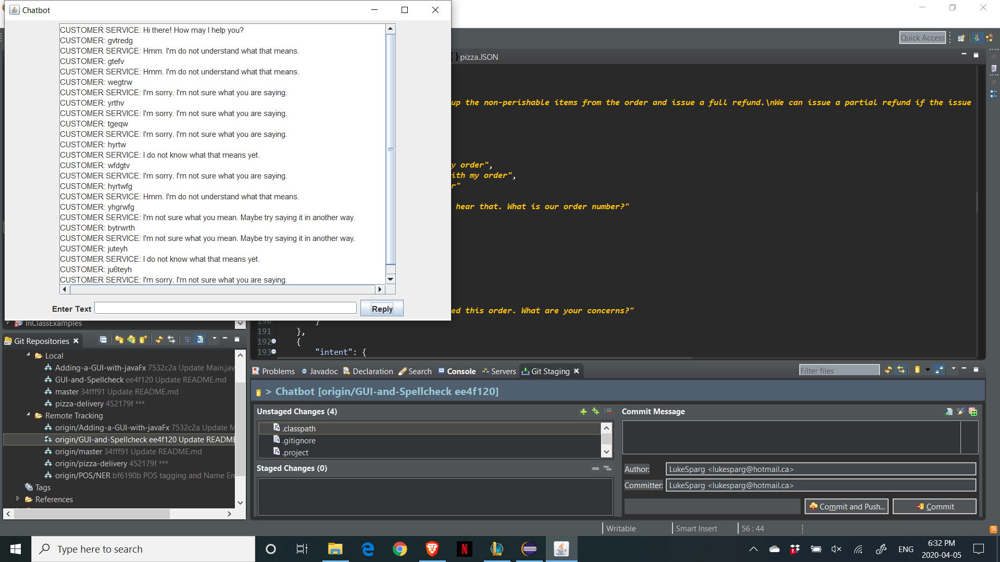 Chatbot
CUSTOMER SERVICE: Hi there! How may I help you?
CUSTOMER: gvtredg
CUSTOMER SERVICE: Hmm. I'm do not understand what that means.
CUSTOMER: gtefv
CUSTOMER SERVICE: Hmm. I'm do not understand what that means.
CUSTOMER: wegtrw
CUSTOMER SERVICE: I'm sorry. I'm not sure what you are saying.
CUSTOMER: yrthv
CUSTOMER SERVICE: I'm sorry. I'm not sure what you are saying.
CUSTOMER: tgeqw
CUSTOMER SERVICE: I'm sorry. I'm not sure what you are saying.
CUSTOMER: hyrtw
CUSTOMER SERVICE: I do not know what that means yet.
CUSTOMER: wfdgtv
CUSTOMER SERVICE: I'm sorry. I'm not sure what you are saying.
CUSTOMER: hyrtwfg
CUSTOMER SERVICE: Hmm. I'm do not understand what that means.
CUSTOMER: yhgrwfg
CUSTOMER SERVICE: I'm not sure what you mean. Maybe try saying it in another way.
CUSTOMER: bytrwrth
CUSTOMER SERVICE: I'm not sure what you mean. Maybe try saying it in another way.
CUSTOMER: juteyh
CUSTOMER SERVICE: I do not know what that means yet.
CUSTOMER: ju6teyh
CUSTOMER SERVICE: I'm sorry. I'm not sure what you are saying.
Enter Text
Reply
Quick Access
{ } pizza.JSON
up the non-perishable items from the order and issue a full refund.\nWe can issue a partial refund if the issue
y order",
ith my order",
r"
hear that. What is our order number?"
ed this order. What are your concerns?"
190 }
191 },
192 {
193 "intent": {
InClassExamples
Git Repositories
Local
Adding-a-GUI-with-javaFx 7532c2a Update Main.jav
GUI-and-Spellcheck ee4f120 Update README.md
master 34fff91 Update README.md
pizza-delivery 452179f ***
Remote Tracking
origin/Adding-a-GUI-with-javaFx 7532c2a Update M
origin/GUI-and-Spellcheck ee4f120 Update README
origin/master 34fff91 Update README.md
origin/pizza-delivery 452179f ***
origin/POS/NER bf6190b POS tagging and Name En
Tags
References
Problems @ Javadoc Declaration Search Console Servers Git Staging
Filter files
> Chatbot [origin/GUI-and-Spellcheck ee4f120]
Unstaged Changes (4)
.classpath
.gitignore
.project
Staged Changes (0)
Commit Message
Author: LukeSparg <lukesparg@hotmail.ca>
Committer: LukeSparg <lukesparg@hotmail.ca>
Commit and Push...
Commit
Writable
Smart Insert
56 : 44
Type here to search
ENG
6:32 PM
2020-04-05